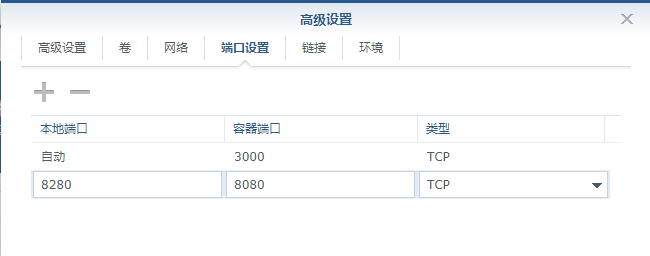 高级设置
高级设置 卷 网络 端口设置 链接 环境
本地端口 容器端口 类型
自动 3000 TCP
8280 8080 TCP